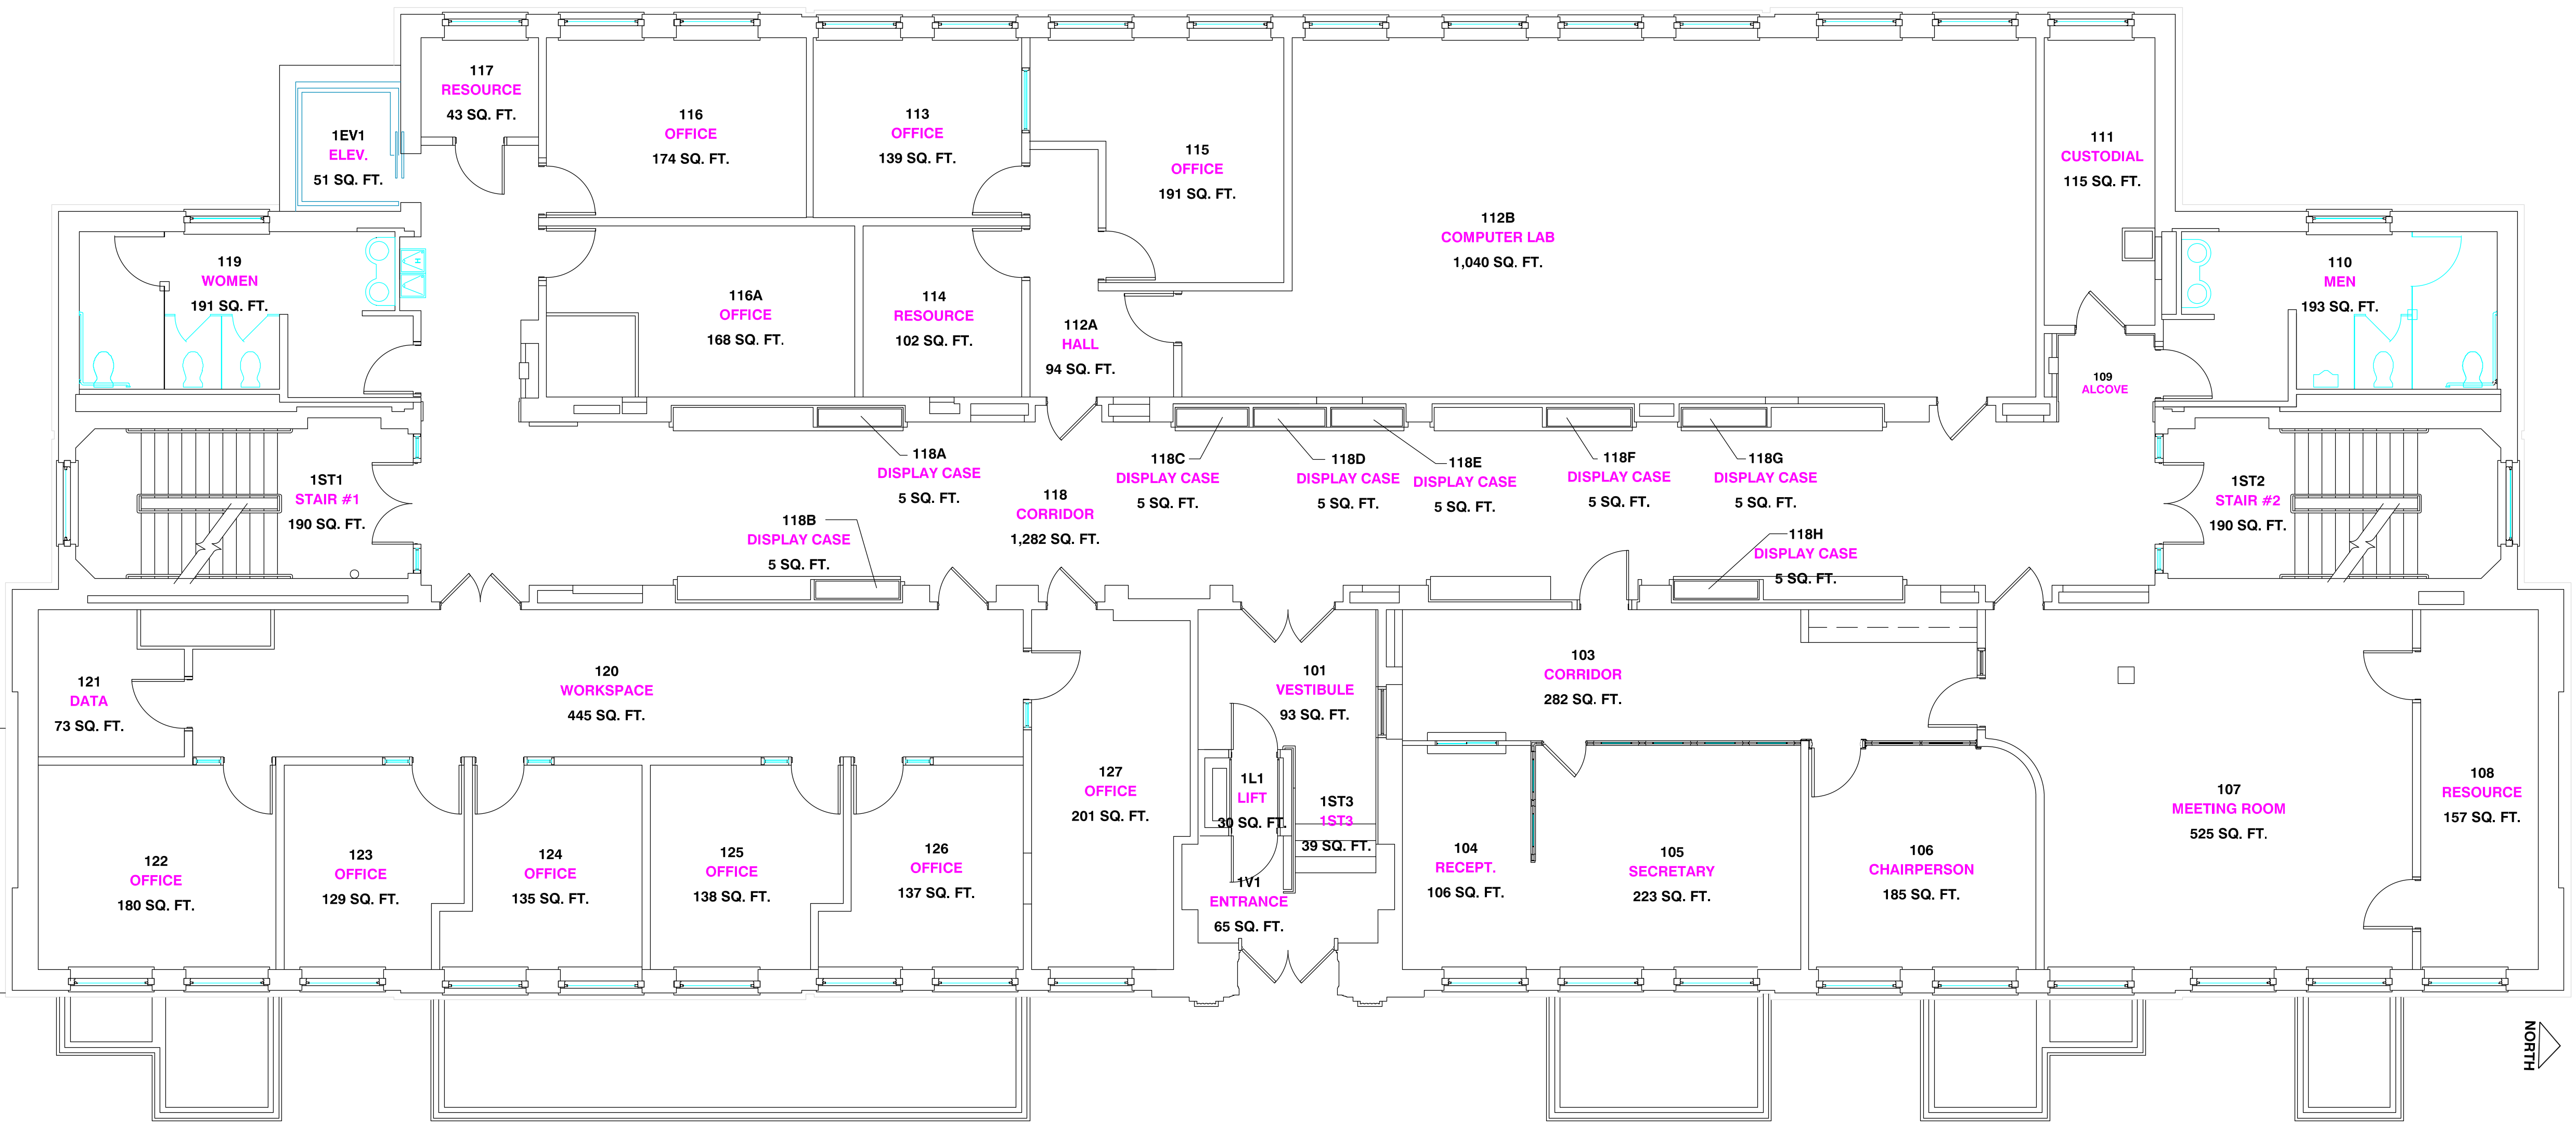 117
RESOURCE
43 SQ. FT.
1EV1
ELEV.
51 SQ. FT.
116
OFFICE
174 SQ. FT.
113
OFFICE
139 SQ. FT.
115
OFFICE
191 SQ. FT.
111
CUSTODIAL
115 SQ. FT.
112B
COMPUTER LAB
1,040 SQ. FT.
119
WOMEN
191 SQ. FT.
H
116A
OFFICE
168 SQ. FT.
114
RESOURCE
102 SQ. FT.
112A
HALL
94 SQ. FT.
110
MEN
193 SQ. FT.
109
ALCOVE
1ST1
STAIR #1
190 SQ. FT.
118A
DISPLAY CASE
5 SQ. FT.
118
CORRIDOR
1,282 SQ. FT.
118C
DISPLAY CASE
5 SQ. FT.
118D
DISPLAY CASE
5 SQ. FT.
118E
DISPLAY CASE
5 SQ. FT.
118F
DISPLAY CASE
5 SQ. FT.
118G
DISPLAY CASE
5 SQ. FT.
1ST2
STAIR #2
190 SQ. FT.
118B
DISPLAY CASE
5 SQ. FT.
118H
DISPLAY CASE
5 SQ. FT.
121
DATA
73 SQ. FT.
120
WORKSPACE
445 SQ. FT.
101
VESTIBULE
93 SQ. FT.
103
CORRIDOR
282 SQ. FT.
127
OFFICE
201 SQ. FT.
1L1
LIFT
30 SQ. FT.
1ST3
1ST3
39 SQ. FT.
107
MEETING ROOM
525 SQ. FT.
108
RESOURCE
157 SQ. FT.
122
OFFICE
180 SQ. FT.
123
OFFICE
129 SQ. FT.
124
OFFICE
135 SQ. FT.
125
OFFICE
138 SQ. FT.
126
OFFICE
137 SQ. FT.
1V1
ENTRANCE
65 SQ. FT.
104
RECEPT.
106 SQ. FT.
105
SECRETARY
223 SQ. FT.
106
CHAIRPERSON
185 SQ. FT.
NORTH